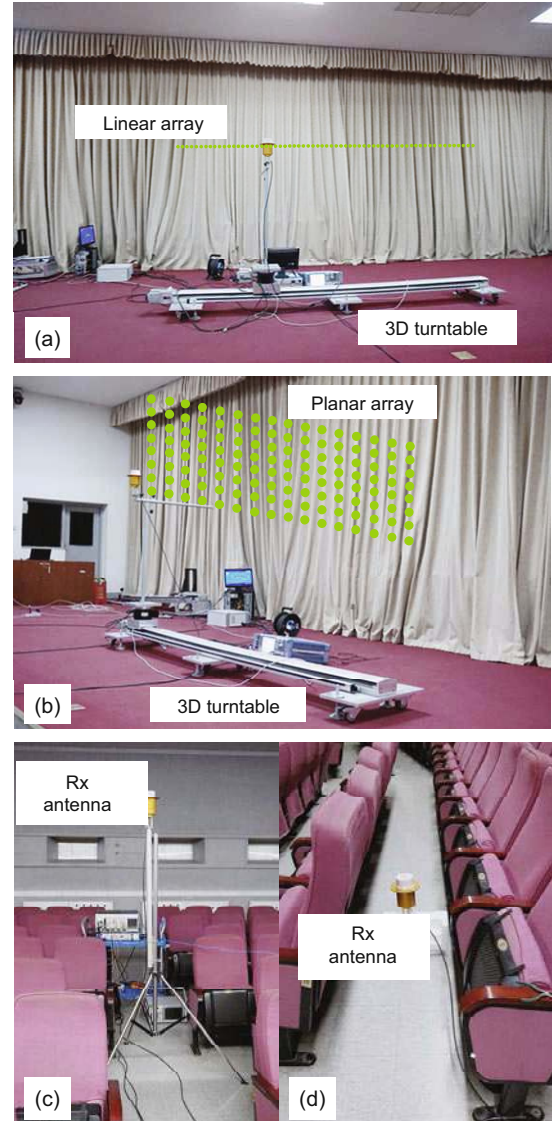 Linear array
3D turntable
(a)
Planar array
(b)
3D turntable
Rx
antenna
(c)
Rx
antenna
(d)